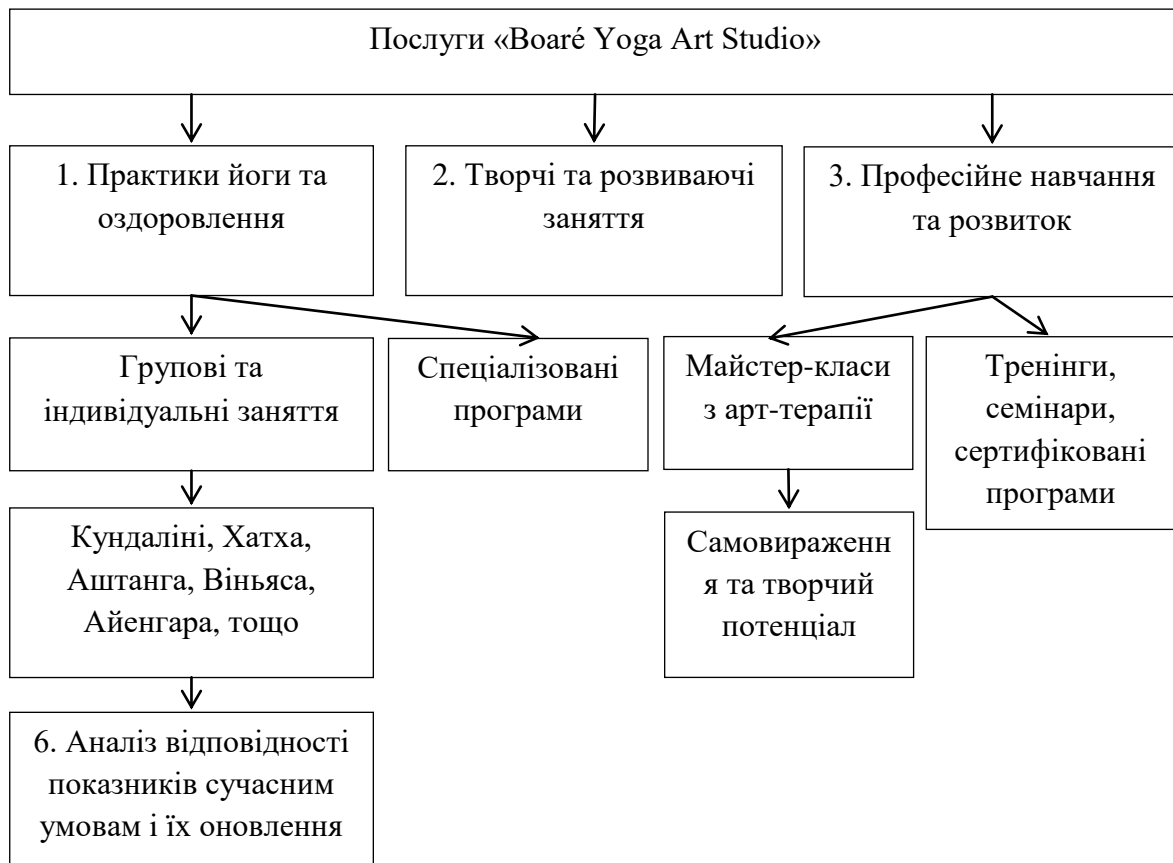 Послуги «Boaré Yoga Art Studio»
1. Практики йоги та
оздоровлення
2. Творчі та розвиваючі
заняття
3. Професійне навчання
та розвиток
Групові та
індивідуальні заняття
Спеціалізовані
програми
Майстер-класи
з арт-терапії
Тренінги,
семінари,
сертифіковані
програми
Кундаліні, Хатха,
Аштанга, Віньяса,
Айенгара, тощо
Самовираженн
я та творчий
потенціал
6. Аналіз відповідності
показників сучасним
умовам і їх оновлення